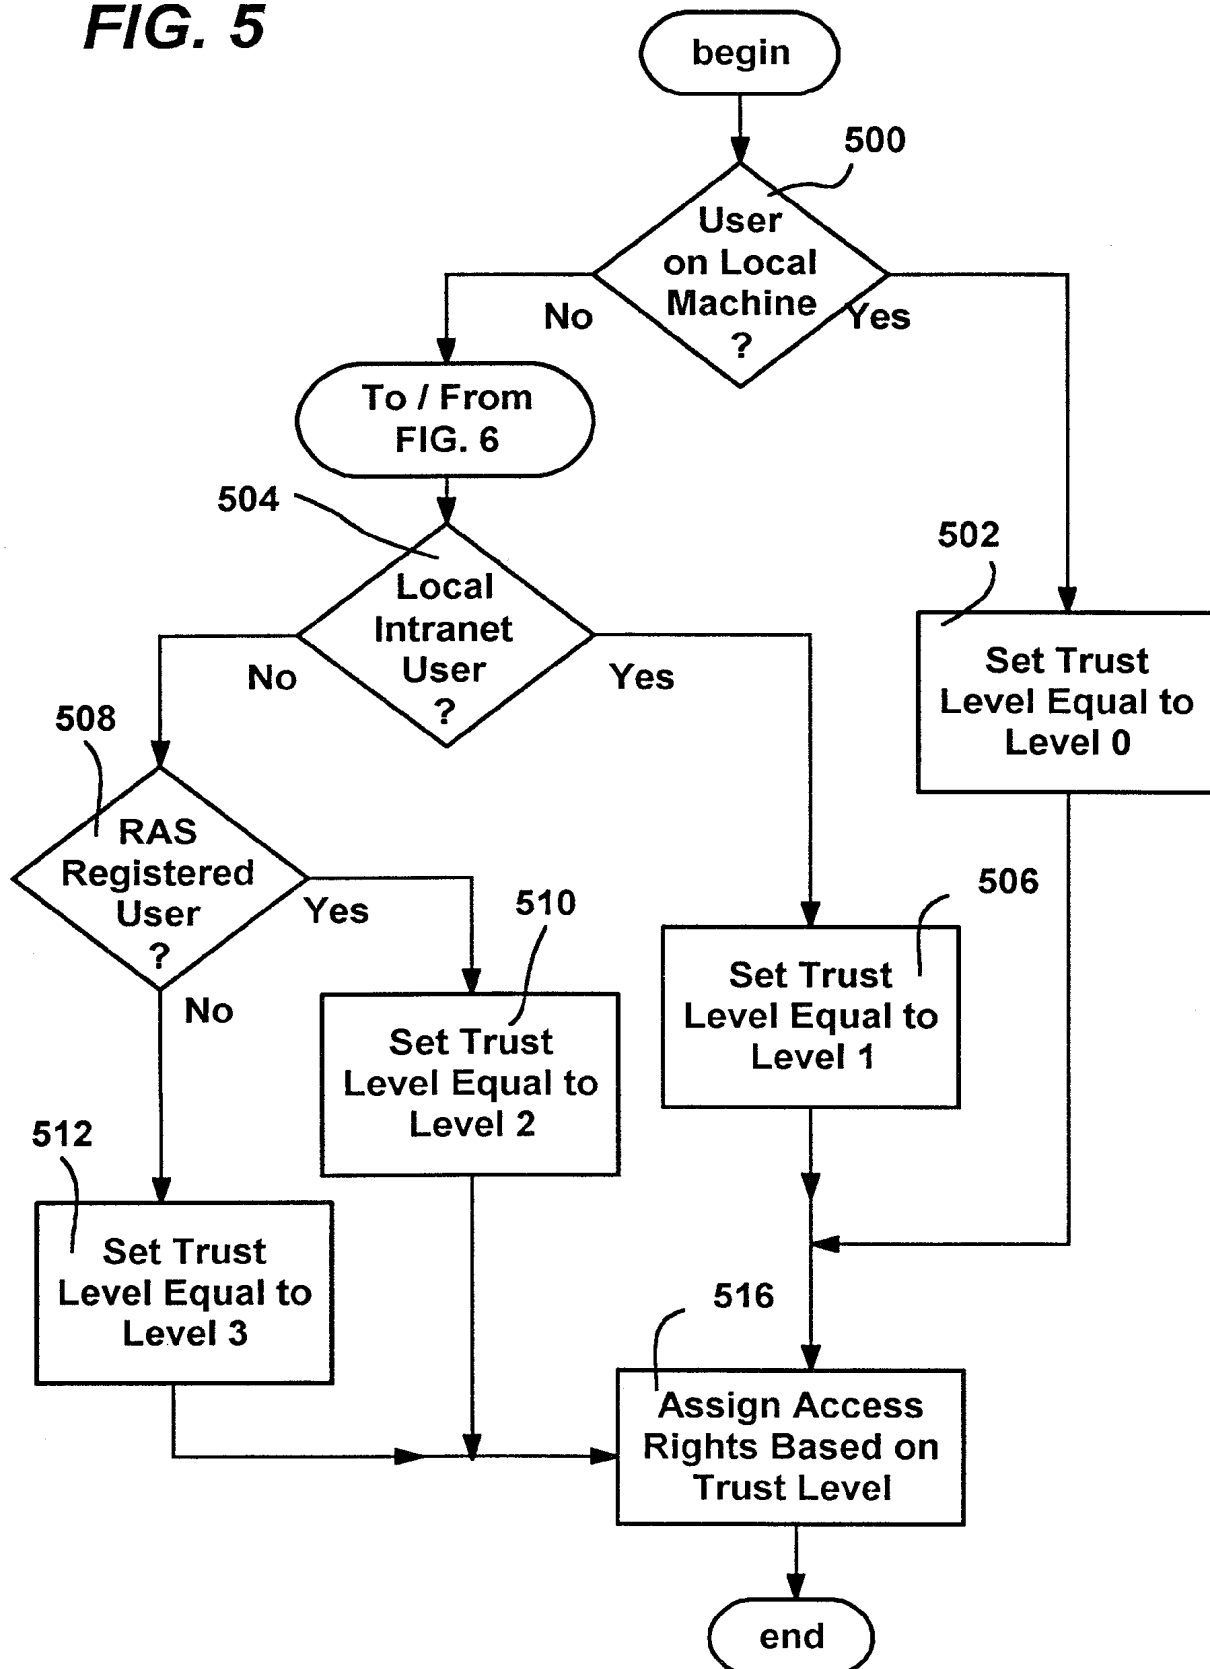 FIG. 5
begin
500
User
on Local
Machine
?
No
Yes
To / From
FIG. 6
504
Local
Intranet
User
?
No
Yes
502
Set Trust
Level Equal to
Level 0
508
RAS
Registered
User
?
Yes
No
510
Set Trust
Level Equal to
Level 2
506
Set Trust
Level Equal to
Level 1
512
Set Trust
Level Equal to
Level 3
516
Assign Access
Rights Based on
Trust Level
end